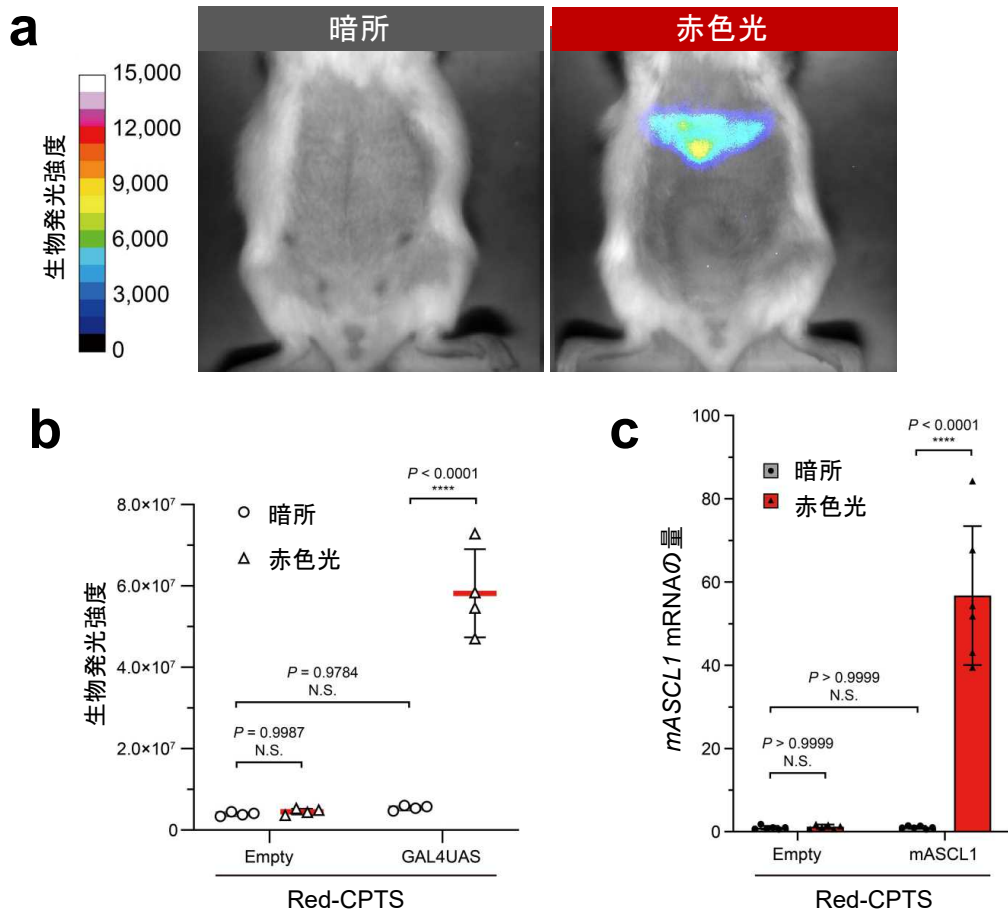 a
暗所
赤色光
15,000
12,000
9,000
6,000
3,000
0
生物発光強度
b
P < 0.0001
****
8.0×10⁷
6.0×10⁷
4.0×10⁷
2.0×10⁷
0
生物発光強度
暗所
赤色光
P = 0.9784
N.S.
P = 0.9987
N.S.
Empty
GAL4UAS
Red-CPTS
c
P < 0.0001
****
100
80
60
40
20
0
mASCL1 mRNAの量
暗所
赤色光
P > 0.9999
N.S.
P > 0.9999
N.S.
Empty
mASCL1
Red-CPTS